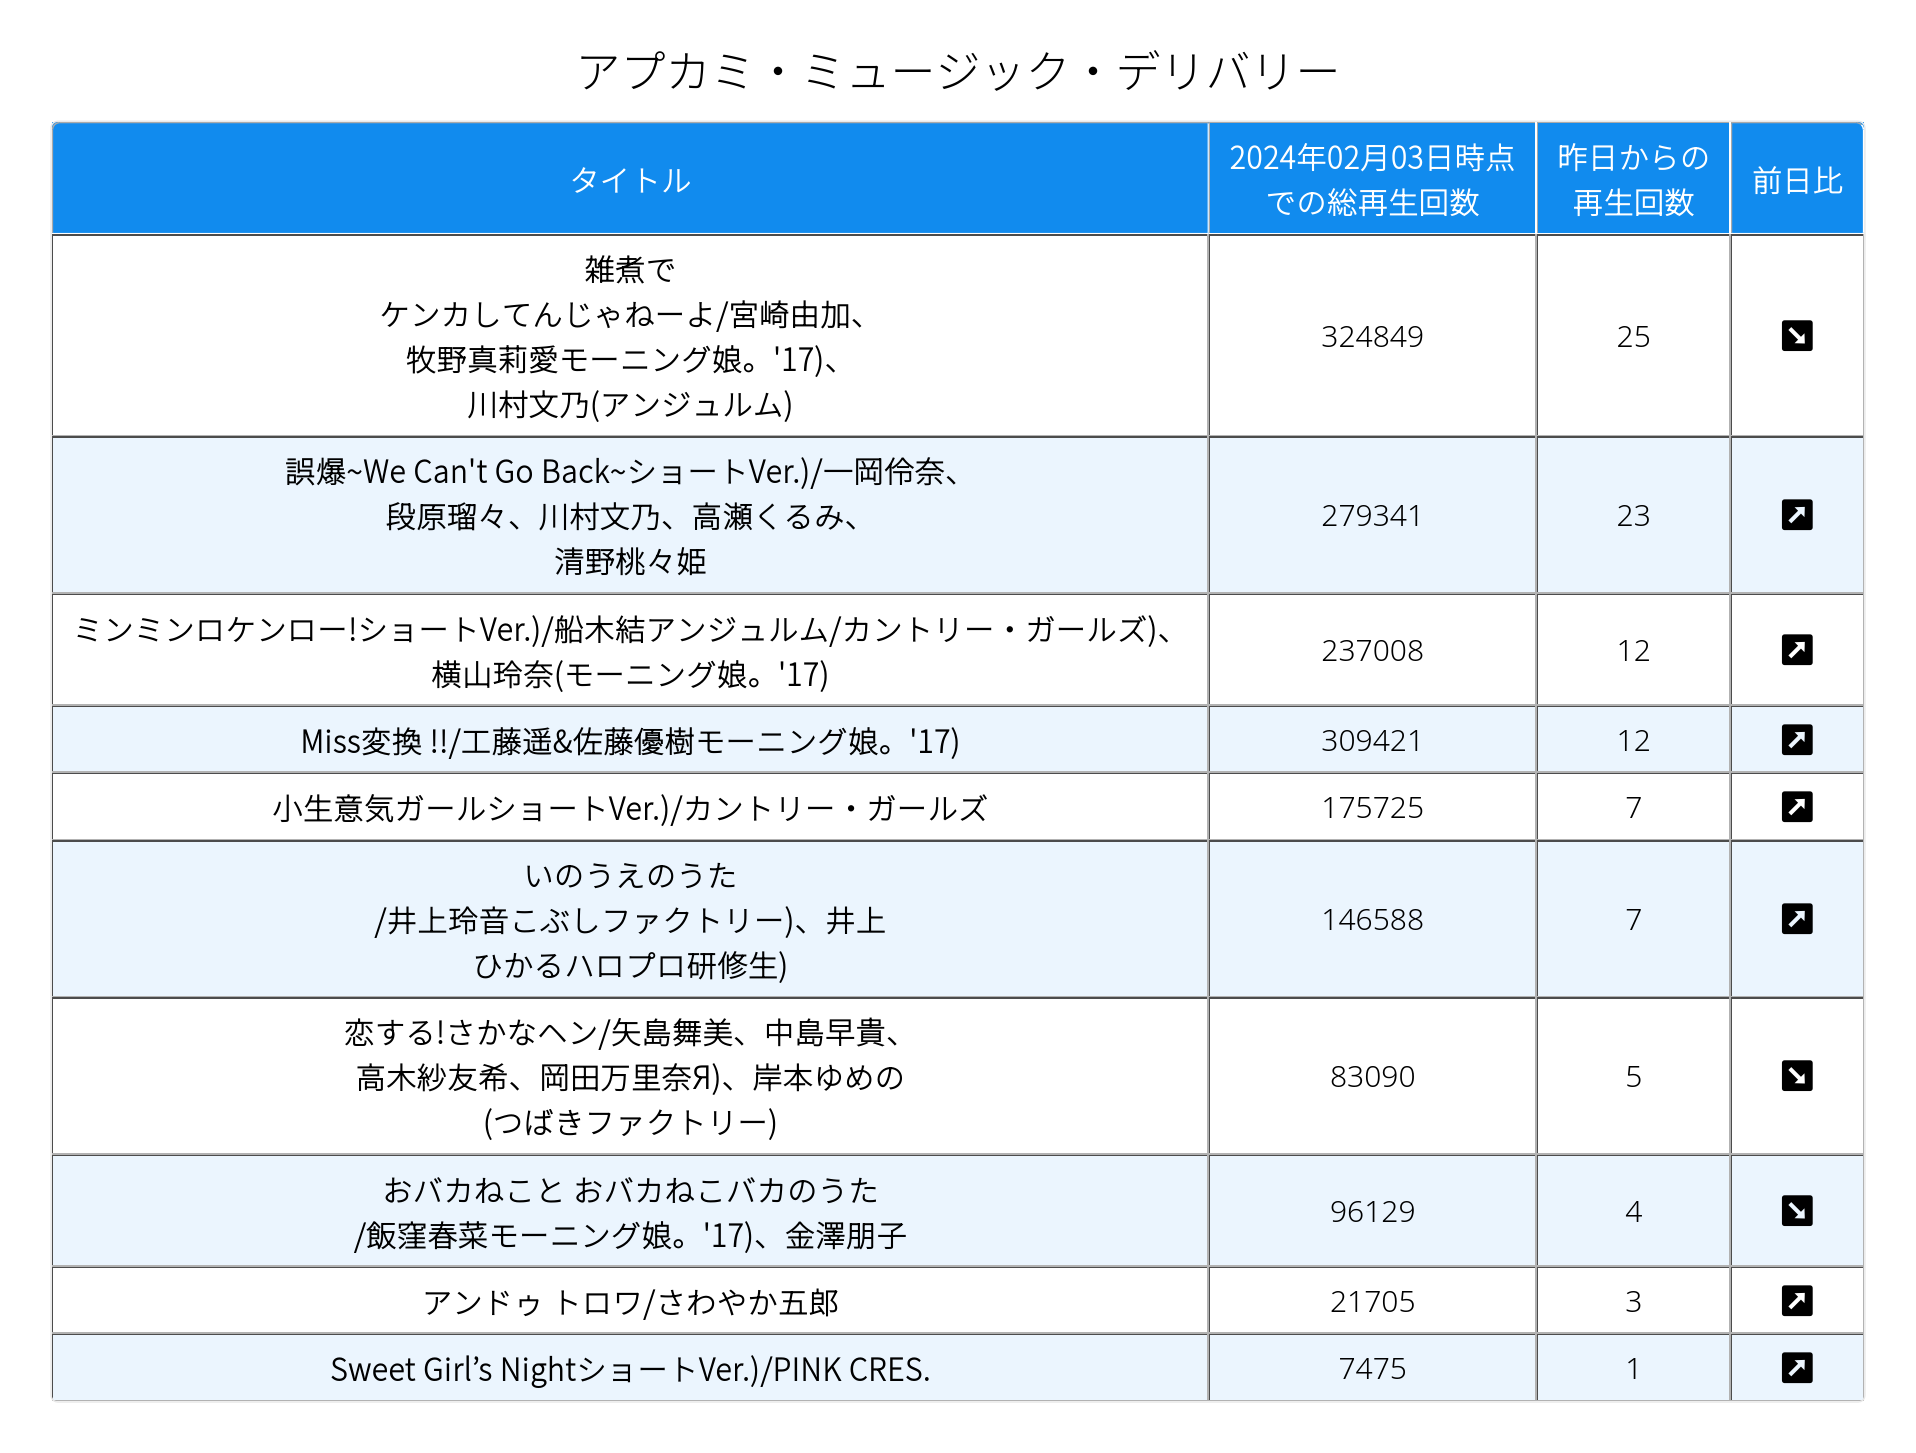 アプカミ・ミュージック・デリバリー
タイトル
2024年02月03日時点
での総再生回数
昨日からの
再生回数
前日比
雑煮で
ケンカしてんじゃねーよ/宮崎由加、
牧野真莉愛モーニング娘。'17)、
川村文乃(アンジュルム)
324849
25
誤爆~We Can't Go Back~ショートVer.)/一岡伶奈、
段原瑠々、川村文乃、高瀬くるみ、
清野桃々姫
279341
23
ミンミンロケンロー!ショートVer.)/船木結アンジュルム/カントリー・ガールズ)、
横山玲奈(モーニング娘。'17)
237008
12
Miss変換 !!/工藤遥&佐藤優樹モーニング娘。'17)
309421
12
小生意気ガールショートVer.)/カントリー・ガールズ
175725
7
いのうえのうた
/井上玲音こぶしファクトリー)、井上
ひかるハロプロ研修生)
146588
7
恋する!さかなヘン/矢島舞美、中島早貴、
高木紗友希、岡田万里奈Я)、岸本ゆめの
(つばきファクトリー)
83090
5
おバカねこと おバカねこバカのうた
/飯窪春菜モーニング娘。'17)、金澤朋子
96129
4
アンドゥ トロワ/さわやか五郎
21705
3
Sweet Girl’s NightショートVer.)/PINK CRES.
7475
1